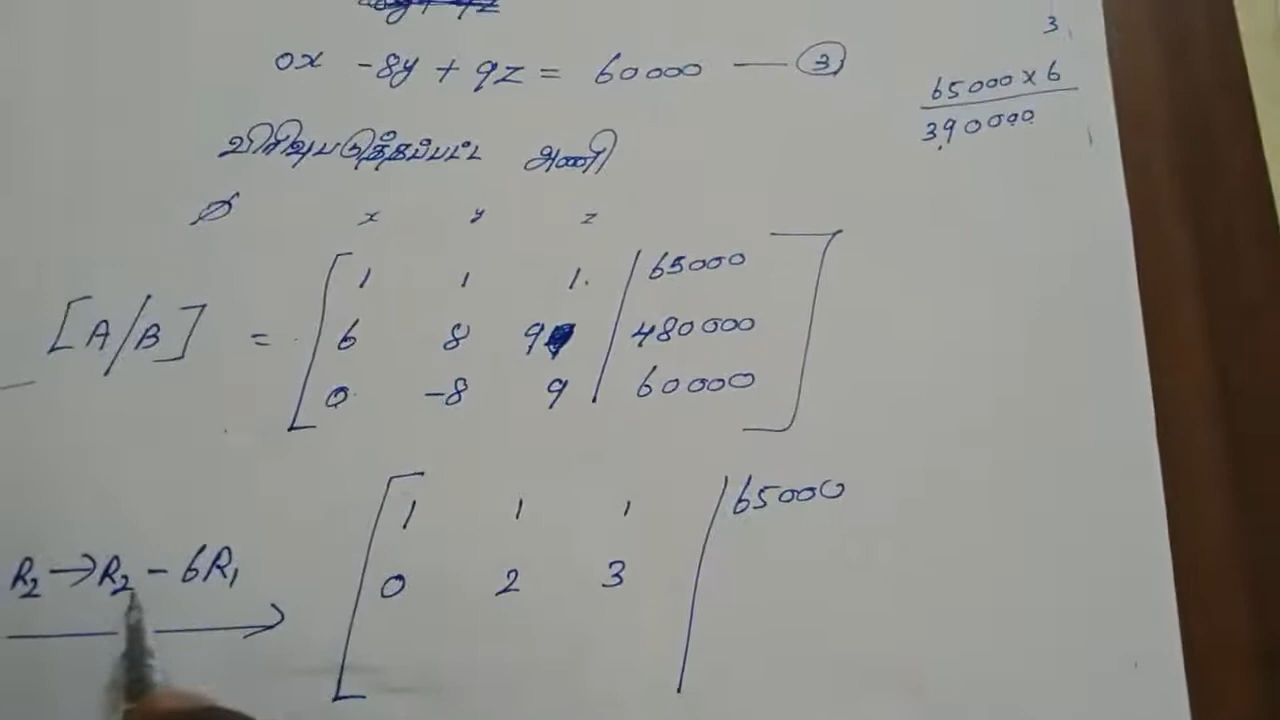 0x -8y + 9z = 60000 — 3
3
65000 x 6
390000
விரிவுபடுத்தப்பட்ட அணி
x y z
1 1 1 65000
[A/B] = 6 8 9 480000
0 -8 9 60000
1 1 1 65000
R2 → R2 - 6R1 0 2 3